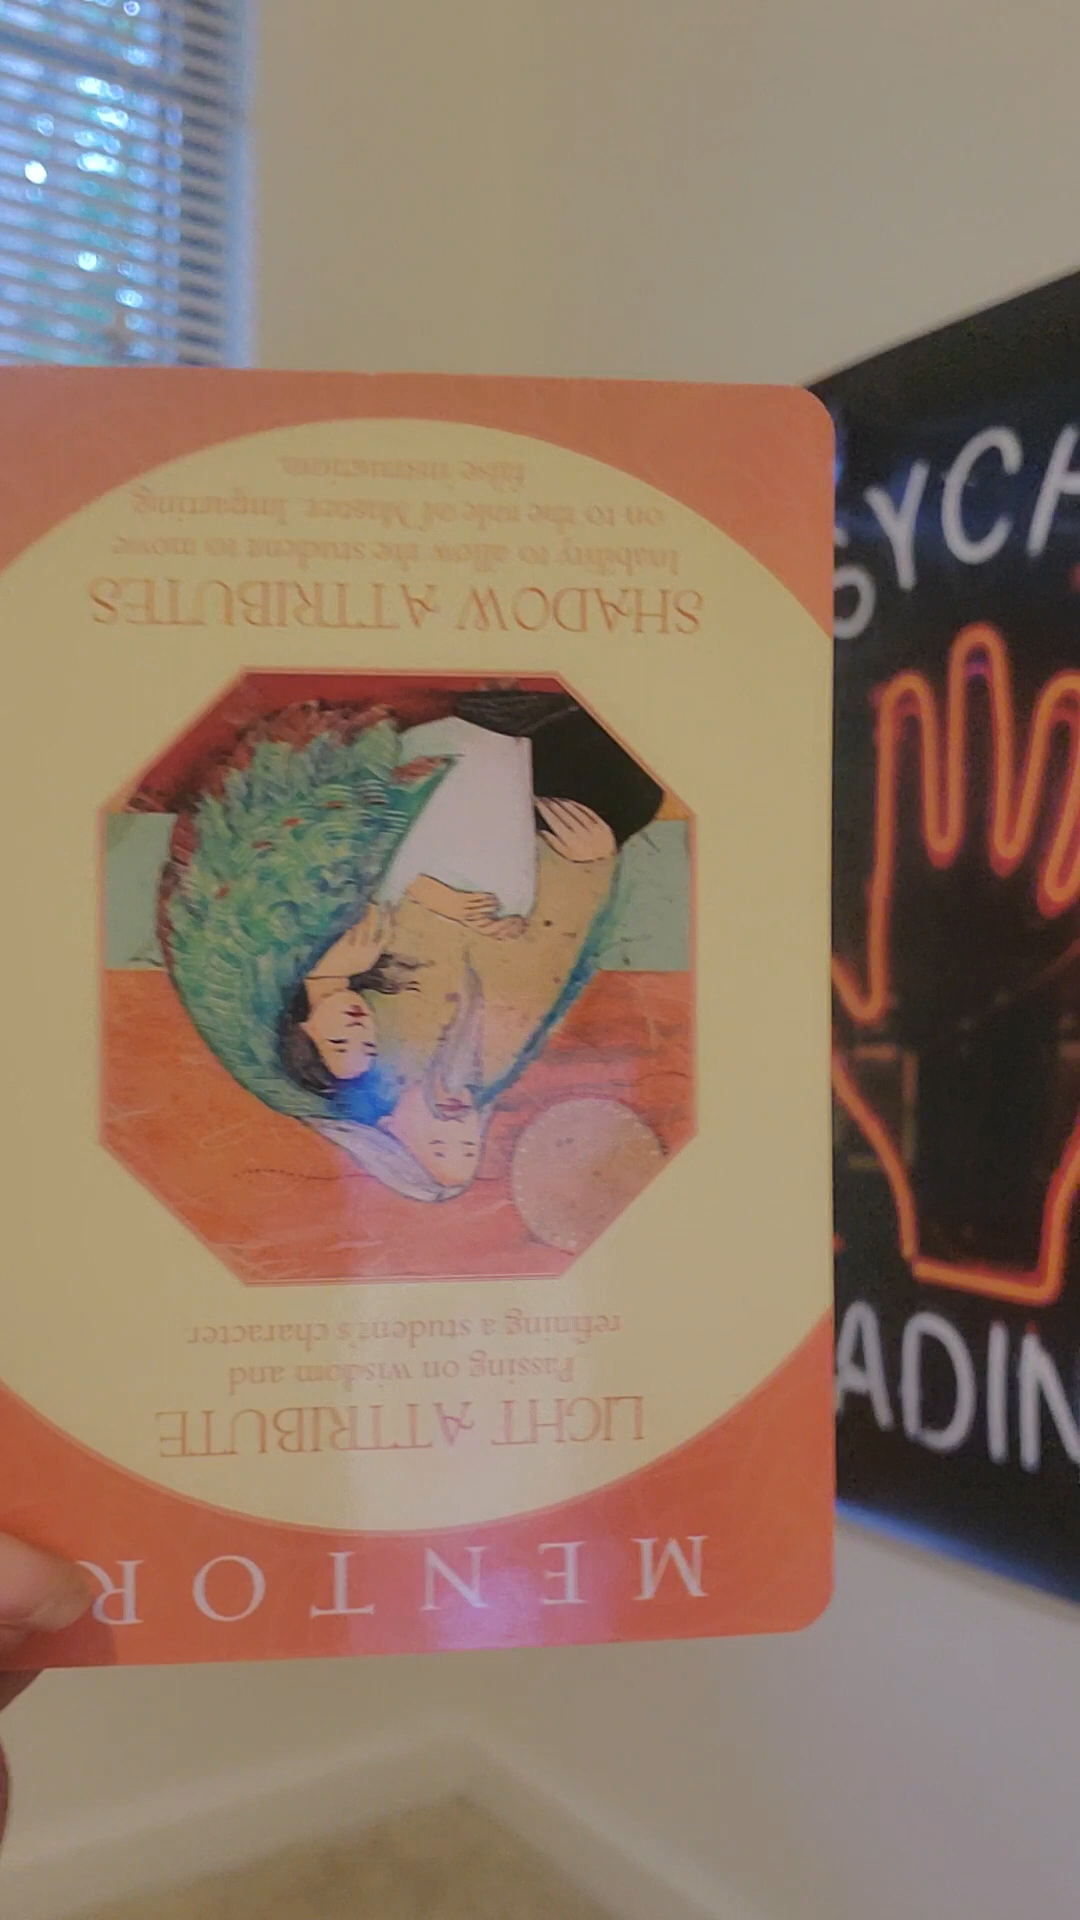 MENTOR
LIGHT ATTRIBUTE
Passing on wisdom and
refining a student's character
SHADOW ATTRIBUTES
Inability to allow the student to move
on to the role of Master. Imparting
false instruction.
SYCH
ADIN